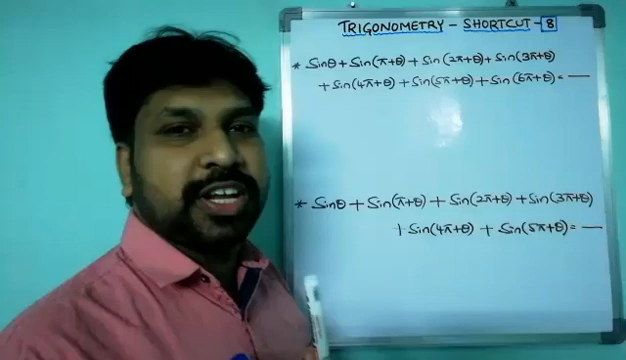 TRIGONOMETRY - SHORTCUT - 8
* Sinθ + Sin(π+θ) + Sin(2π+θ) + Sin(3π+θ)
+ Sin(4π+θ) + Sin(5π+θ) + Sin(6π+θ) = —
* Sinθ + Sin(π+θ) + Sin(2π+θ) + Sin(3π+θ)
+ Sin(4π+θ) + Sin(5π+θ) = —